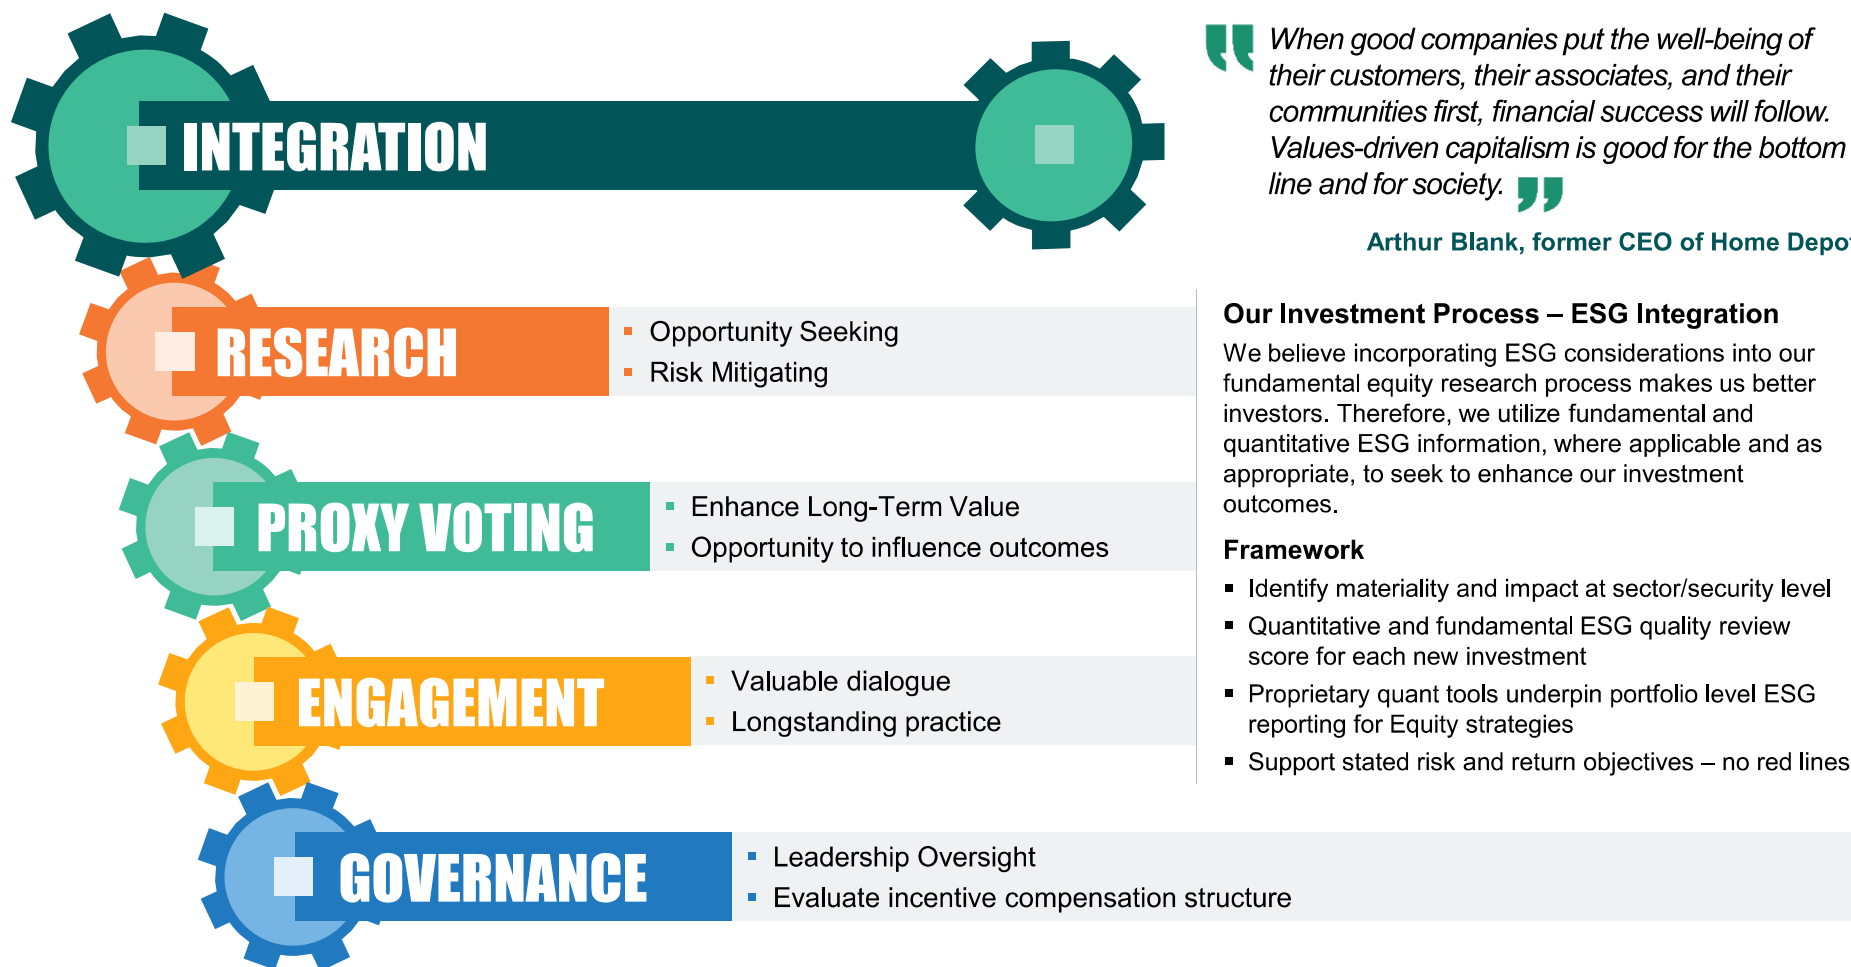 INTEGRATION
When good companies put the well-being of
their customers, their associates, and their
communities first, financial success will follow.
Values-driven capitalism is good for the bottom
line and for society.
Arthur Blank, former CEO of Home Depot
RESEARCH
▪ Opportunity Seeking
▪ Risk Mitigating
PROXY VOTING
▪ Enhance Long-Term Value
▪ Opportunity to influence outcomes
ENGAGEMENT
▪ Valuable dialogue
▪ Longstanding practice
Our Investment Process – ESG Integration
We believe incorporating ESG considerations into our
fundamental equity research process makes us better
investors. Therefore, we utilize fundamental and
quantitative ESG information, where applicable and as
appropriate, to seek to enhance our investment
outcomes.
Framework
▪ Identify materiality and impact at sector/security level
▪ Quantitative and fundamental ESG quality review
score for each new investment
▪ Proprietary quant tools underpin portfolio level ESG
reporting for Equity strategies
▪ Support stated risk and return objectives – no red lines
GOVERNANCE
▪ Leadership Oversight
▪ Evaluate incentive compensation structure